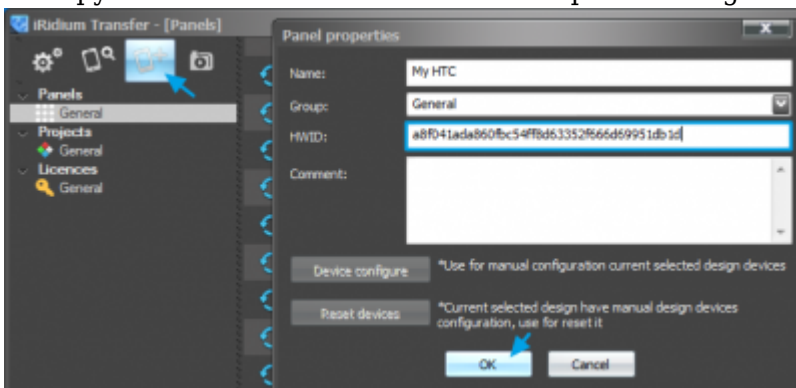 iRidium Transfer - [Panels]
Panels
General
Projects
General
Licences
General
Panel properties
Name:
My HTC
Group:
General
HWID:
a8f041ada860fbc54ff8d63352f666d69951db1d
Comment:
Device configure
*Use for manual configuration current selected design devices
Reset devices
*Current selected design have manual design devices
configuration, use for reset it
OK
Cancel